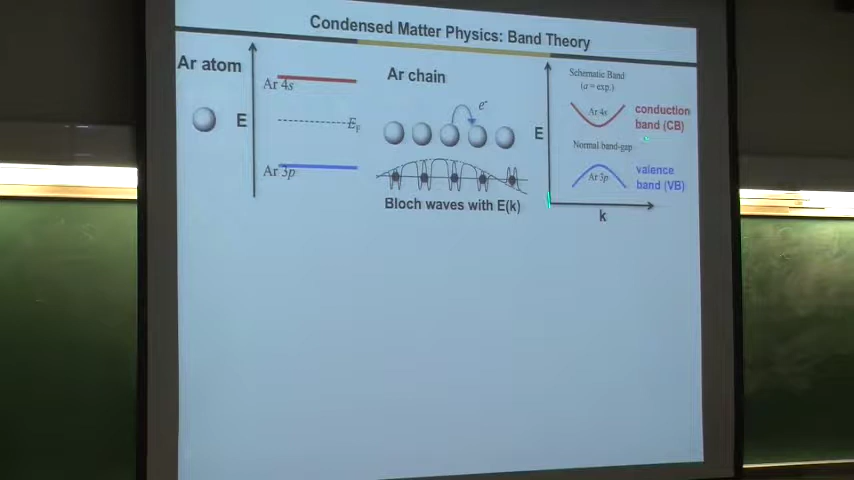 Condensed Matter Physics: Band Theory
Ar atom
E
Ar 4s
E_F
Ar 3p
Ar chain
e-
Bloch waves with E(k)
E
Schematic Band
(a = exp.)
Ar 4s
conduction
band (CB)
Normal band-gap
Ar 3p
valence
band (VB)
k